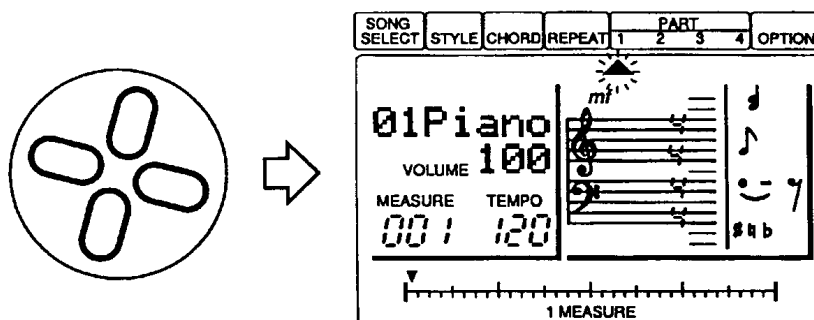 SONG SELECT STYLE CHORD REPEAT PART 1 2 3 4 OPTION
mf
01Piano
VOLUME 100
MEASURE TEMPO
001 120
1 MEASURE